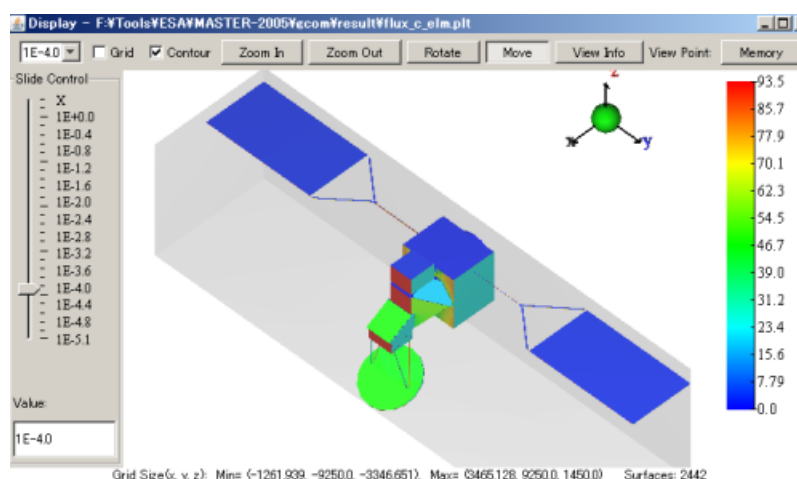 Display - F:¥Tools¥ESA¥MASTER-2005¥gcom¥result¥flux_c_elm.plt
1E-4.0 Grid Contour Zoom In Zoom Out Rotate Move View Info View Point: Memory
Slide Control
X
1E+0.0
1E-0.4
1E-0.8
1E-1.2
1E-1.6
1E-2.0
1E-2.4
1E-2.8
1E-3.2
1E-3.6
1E-4.0
1E-4.4
1E-4.8
1E-5.1
Value:
1E-4.0
z
x
y
93.5
85.7
77.9
70.1
62.3
54.5
46.7
39.0
31.2
23.4
15.6
7.79
0.0
Grid Size(x, y, z): Min= (-1261.939, -9250.0, -3346.651), Max= (3465.128, 9250.0, 1450.0) Surfaces: 2442